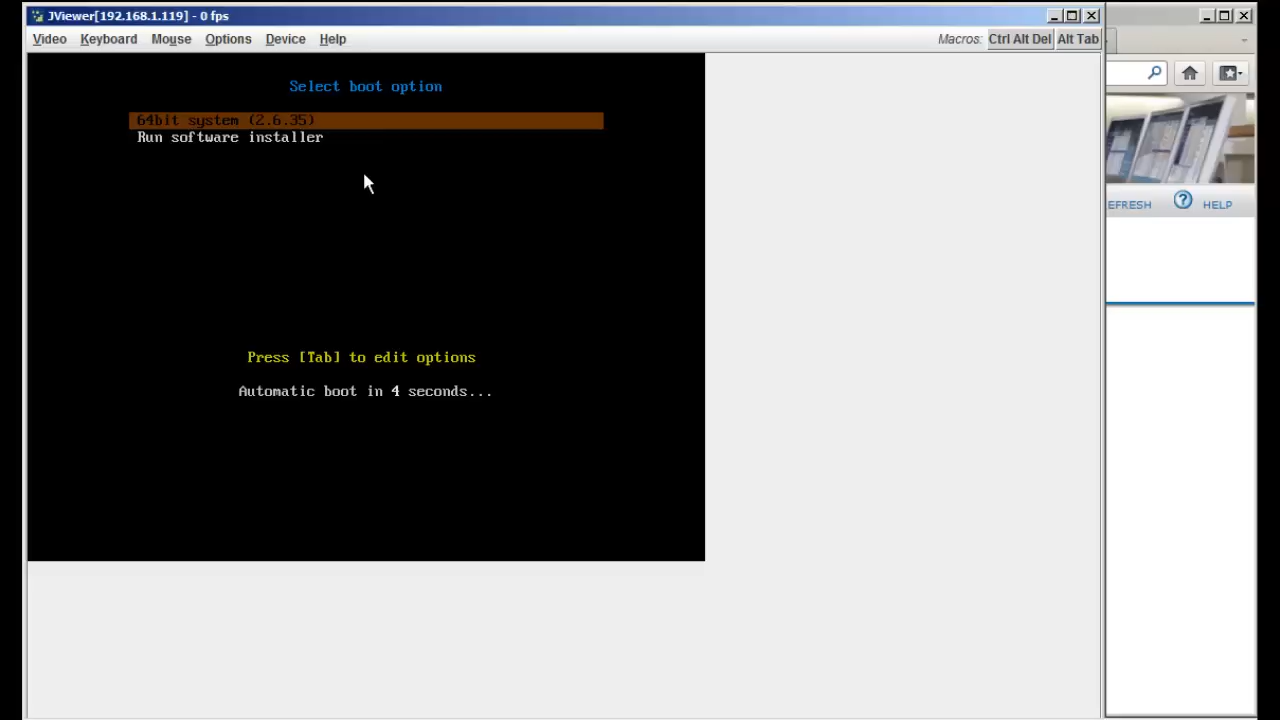 JViewer[192.168.1.119] - 0 fps
Video Keyboard Mouse Options Device Help Macros: Ctrl Alt Del Alt Tab
Select boot option
64bit system (2.6.35)
Run software installer
EFRESH ? HELP
Press [Tab] to edit options
Automatic boot in 4 seconds...